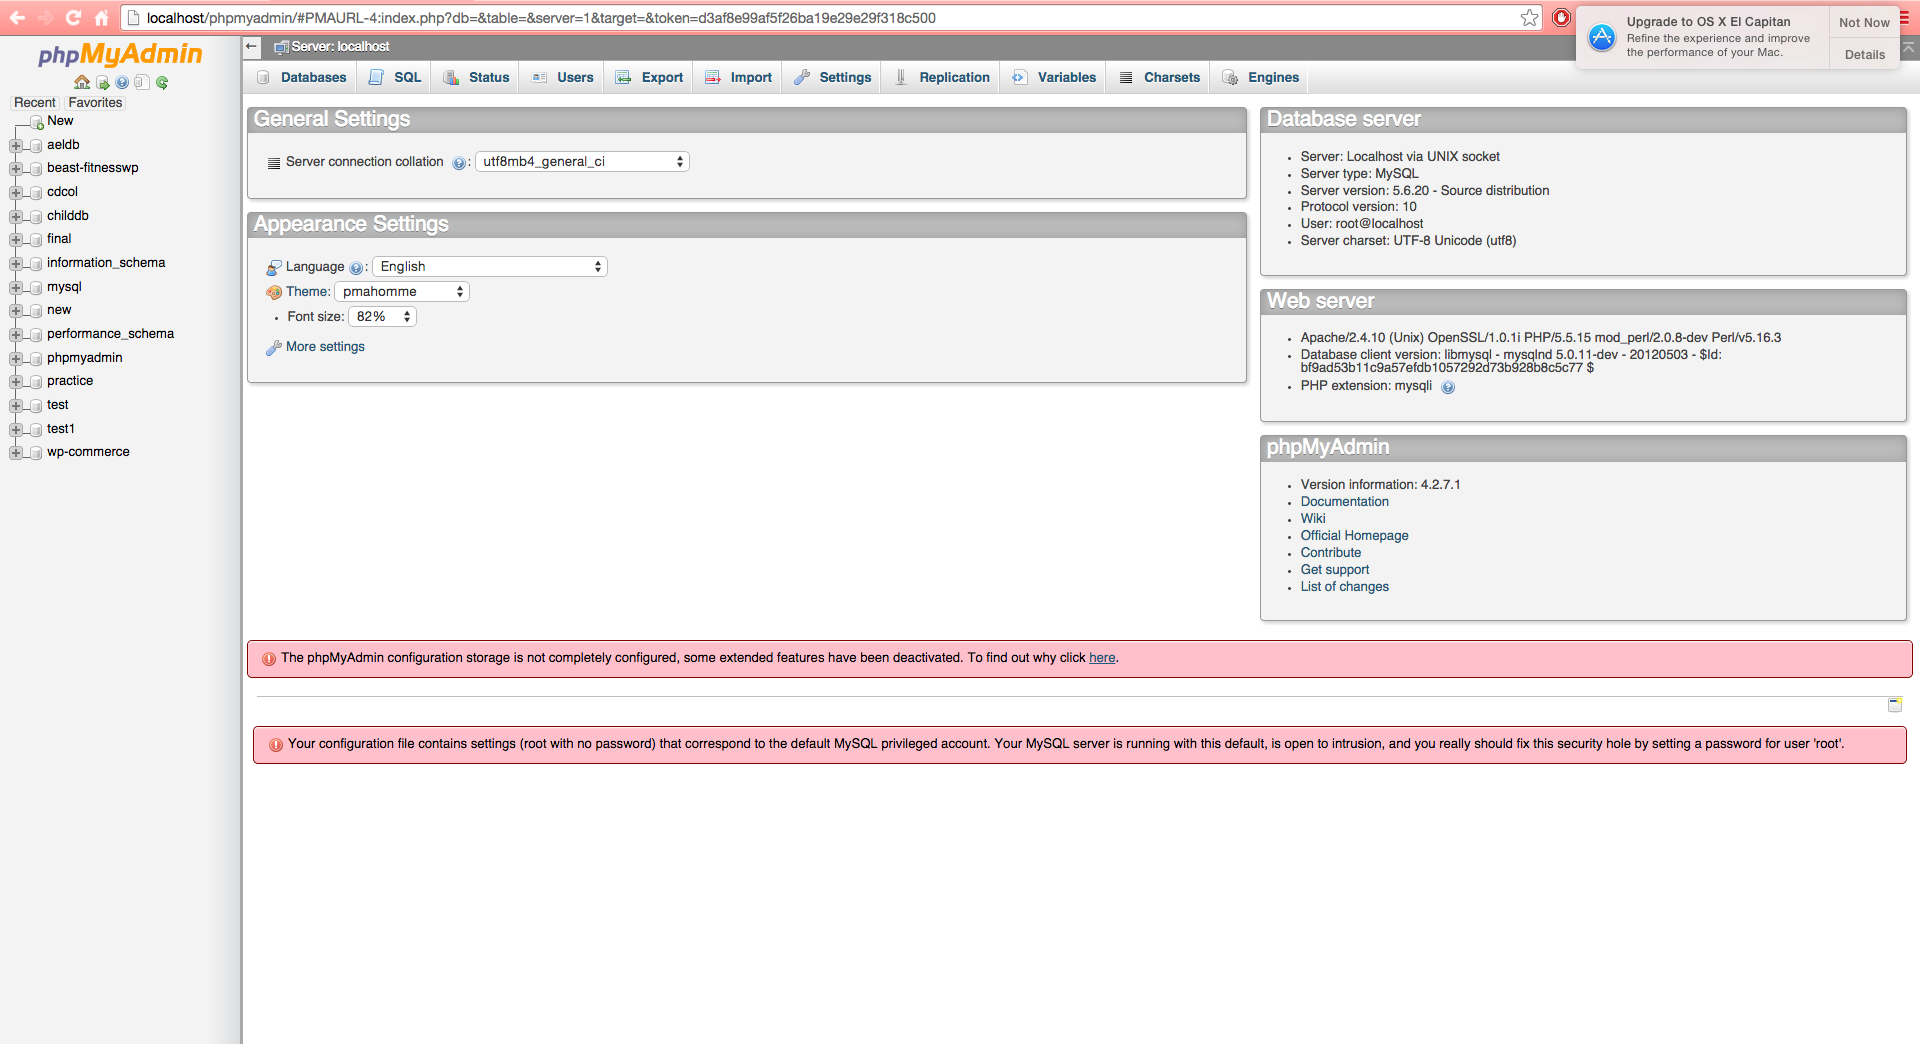 localhost/phpmyadmin/#PMAURL-4:index.php?db=&table=&server=1&target=&token=d3af8e99af5f26ba19e29e29f318c500
Upgrade to OS X El Capitan
Refine the experience and improve
the performance of your Mac.
Not Now
Details
phpMyAdmin
Recent Favorites
New
aeldb
beast-fitnesswp
cdcol
childdb
final
information_schema
mysql
new
performance_schema
phpmyadmin
practice
test
test1
wp-commerce
Server: localhost
Databases SQL Status Users Export Import Settings Replication Variables Charsets Engines
General Settings
Server connection collation : utf8mb4_general_ci
Appearance Settings
Language : English
Theme: pmahomme
Font size: 82%
More settings
Database server
Server: Localhost via UNIX socket
Server type: MySQL
Server version: 5.6.20 - Source distribution
Protocol version: 10
User: root@localhost
Server charset: UTF-8 Unicode (utf8)
Web server
Apache/2.4.10 (Unix) OpenSSL/1.0.1i PHP/5.5.15 mod_perl/2.0.8-dev Perl/v5.16.3
Database client version: libmysql - mysqlnd 5.0.11-dev - 20120503 - $Id:
bf9ad53b11c9a57efdb1057292d73b928b8c5c77 $
PHP extension: mysqli
phpMyAdmin
Version information: 4.2.7.1
Documentation
Wiki
Official Homepage
Contribute
Get support
List of changes
The phpMyAdmin configuration storage is not completely configured, some extended features have been deactivated. To find out why click here.
Your configuration file contains settings (root with no password) that correspond to the default MySQL privileged account. Your MySQL server is running with this default, is open to intrusion, and you really should fix this security hole by setting a password for user 'root'.